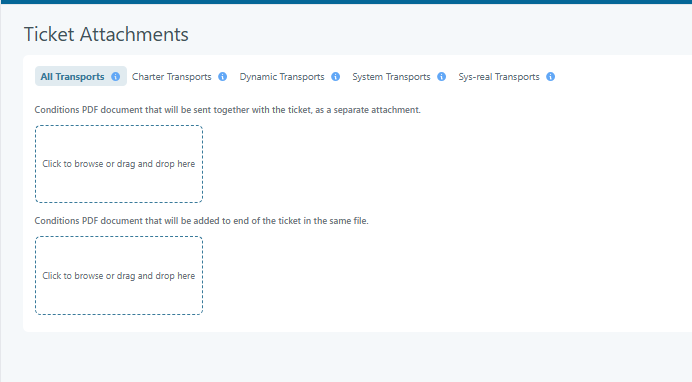 Ticket Attachments
All Transports Charter Transports Dynamic Transports System Transports Sys-real Transports
Conditions PDF document that will be sent together with the ticket, as a separate attachment.
Click to browse or drag and drop here
Conditions PDF document that will be added to end of the ticket in the same file.
Click to browse or drag and drop here